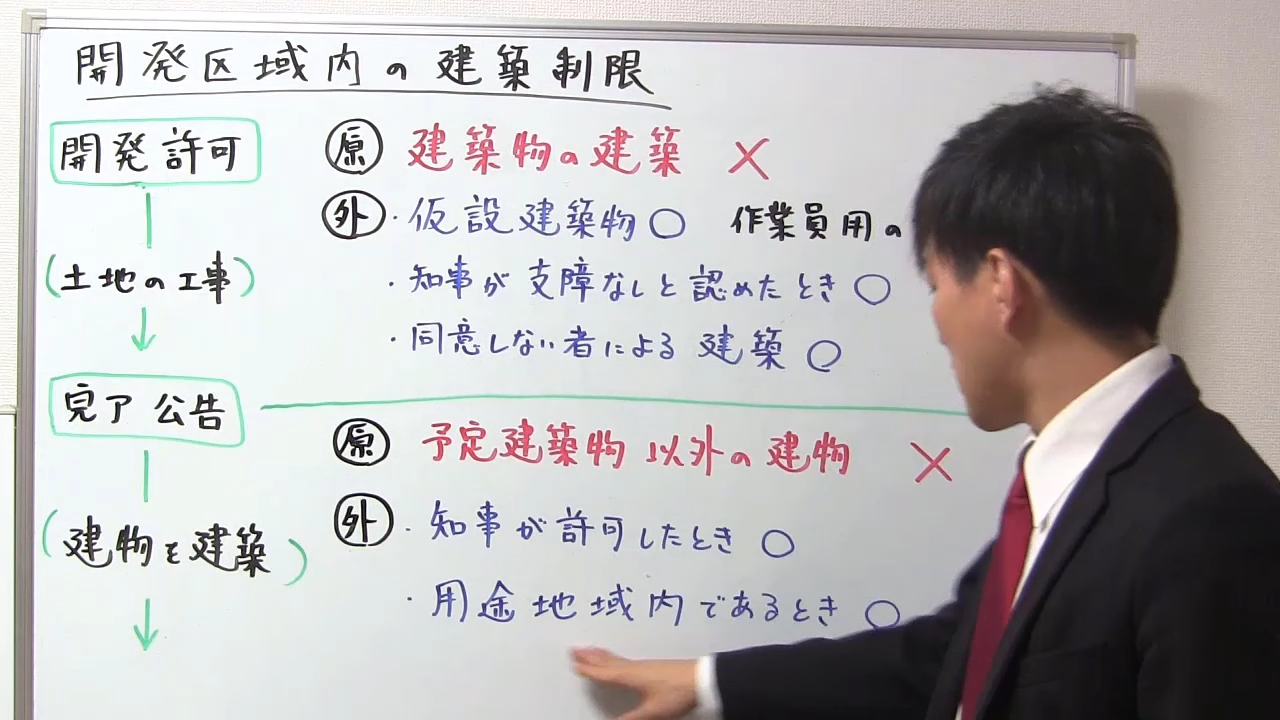 開発区域内の建築制限
開発許可
(土地の工事)
完了公告
(建物を建築)
原 建築物の建築 ×
外 ・仮設建築物○ 作業員用の
・知事が支障なしと認めたとき○
・同意しない者による建築○
原 予定建築物以外の建物 ×
外 ・知事が許可したとき○
・用途地域内であるとき○